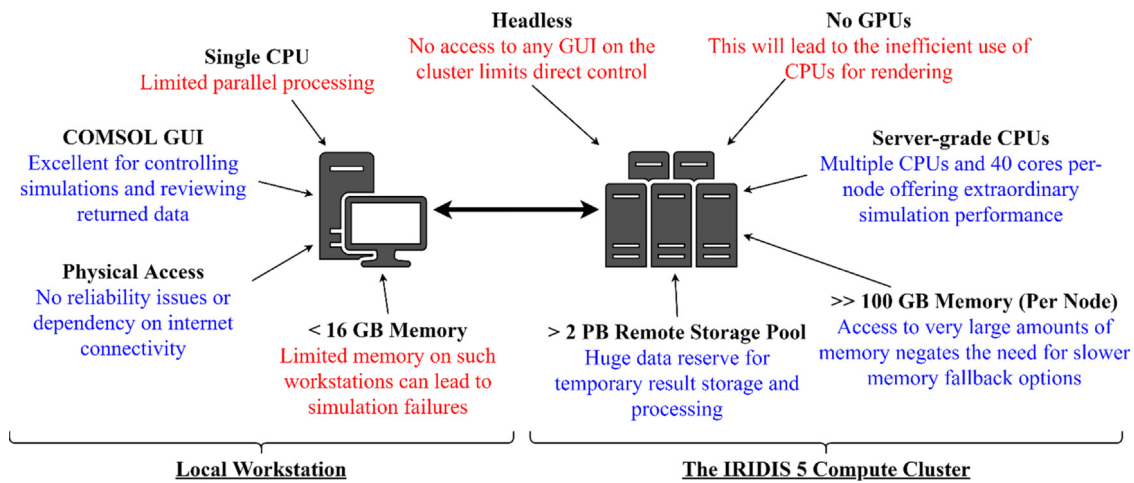 Single CPU
Limited parallel processing
COMSOL GUI
Excellent for controlling
simulations and reviewing
returned data
Physical Access
No reliability issues or
dependency on internet
connectivity
< 16 GB Memory
Limited memory on such
workstations can lead to
simulation failures
Local Workstation
Headless
No access to any GUI on the
cluster limits direct control
No GPUs
This will lead to the inefficient use of
CPUs for rendering
Server-grade CPUs
Multiple CPUs and 40 cores per-
node offering extraordinary
simulation performance
> 2 PB Remote Storage Pool
Huge data reserve for
temporary result storage and
processing
>> 100 GB Memory (Per Node)
Access to very large amounts of
memory negates the need for slower
memory fallback options
The IRIDIS 5 Compute Cluster